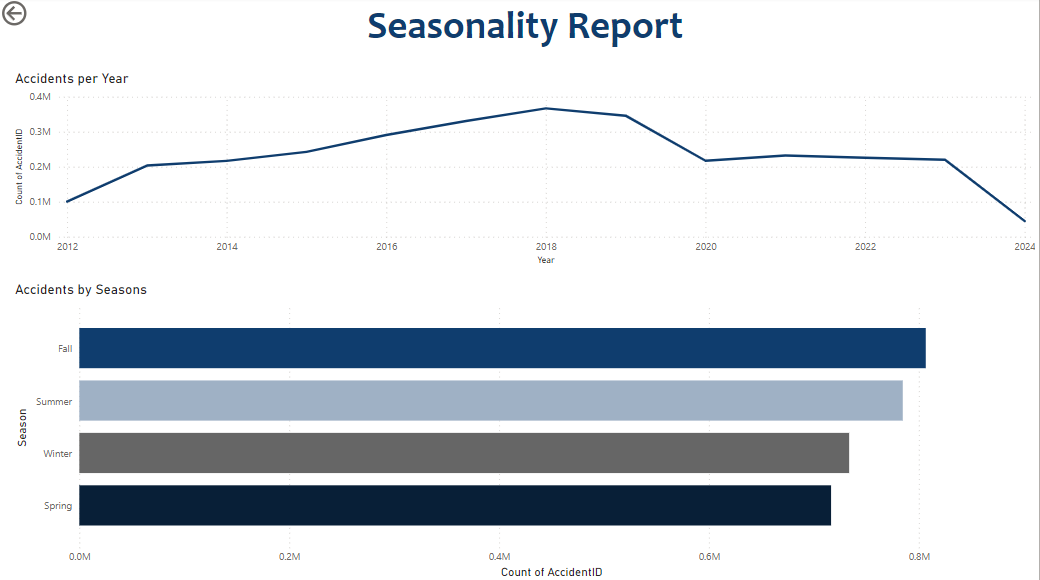 Seasonality Report
Accidents per Year
0.4M
0.3M
0.2M
0.1M
0.0M
Count of AccidentID
2012 2014 2016 2018 2020 2022 2024
Year
Accidents by Seasons
Season
Fall
Summer
Winter
Spring
0.0M 0.2M 0.4M 0.6M 0.8M
Count of AccidentID